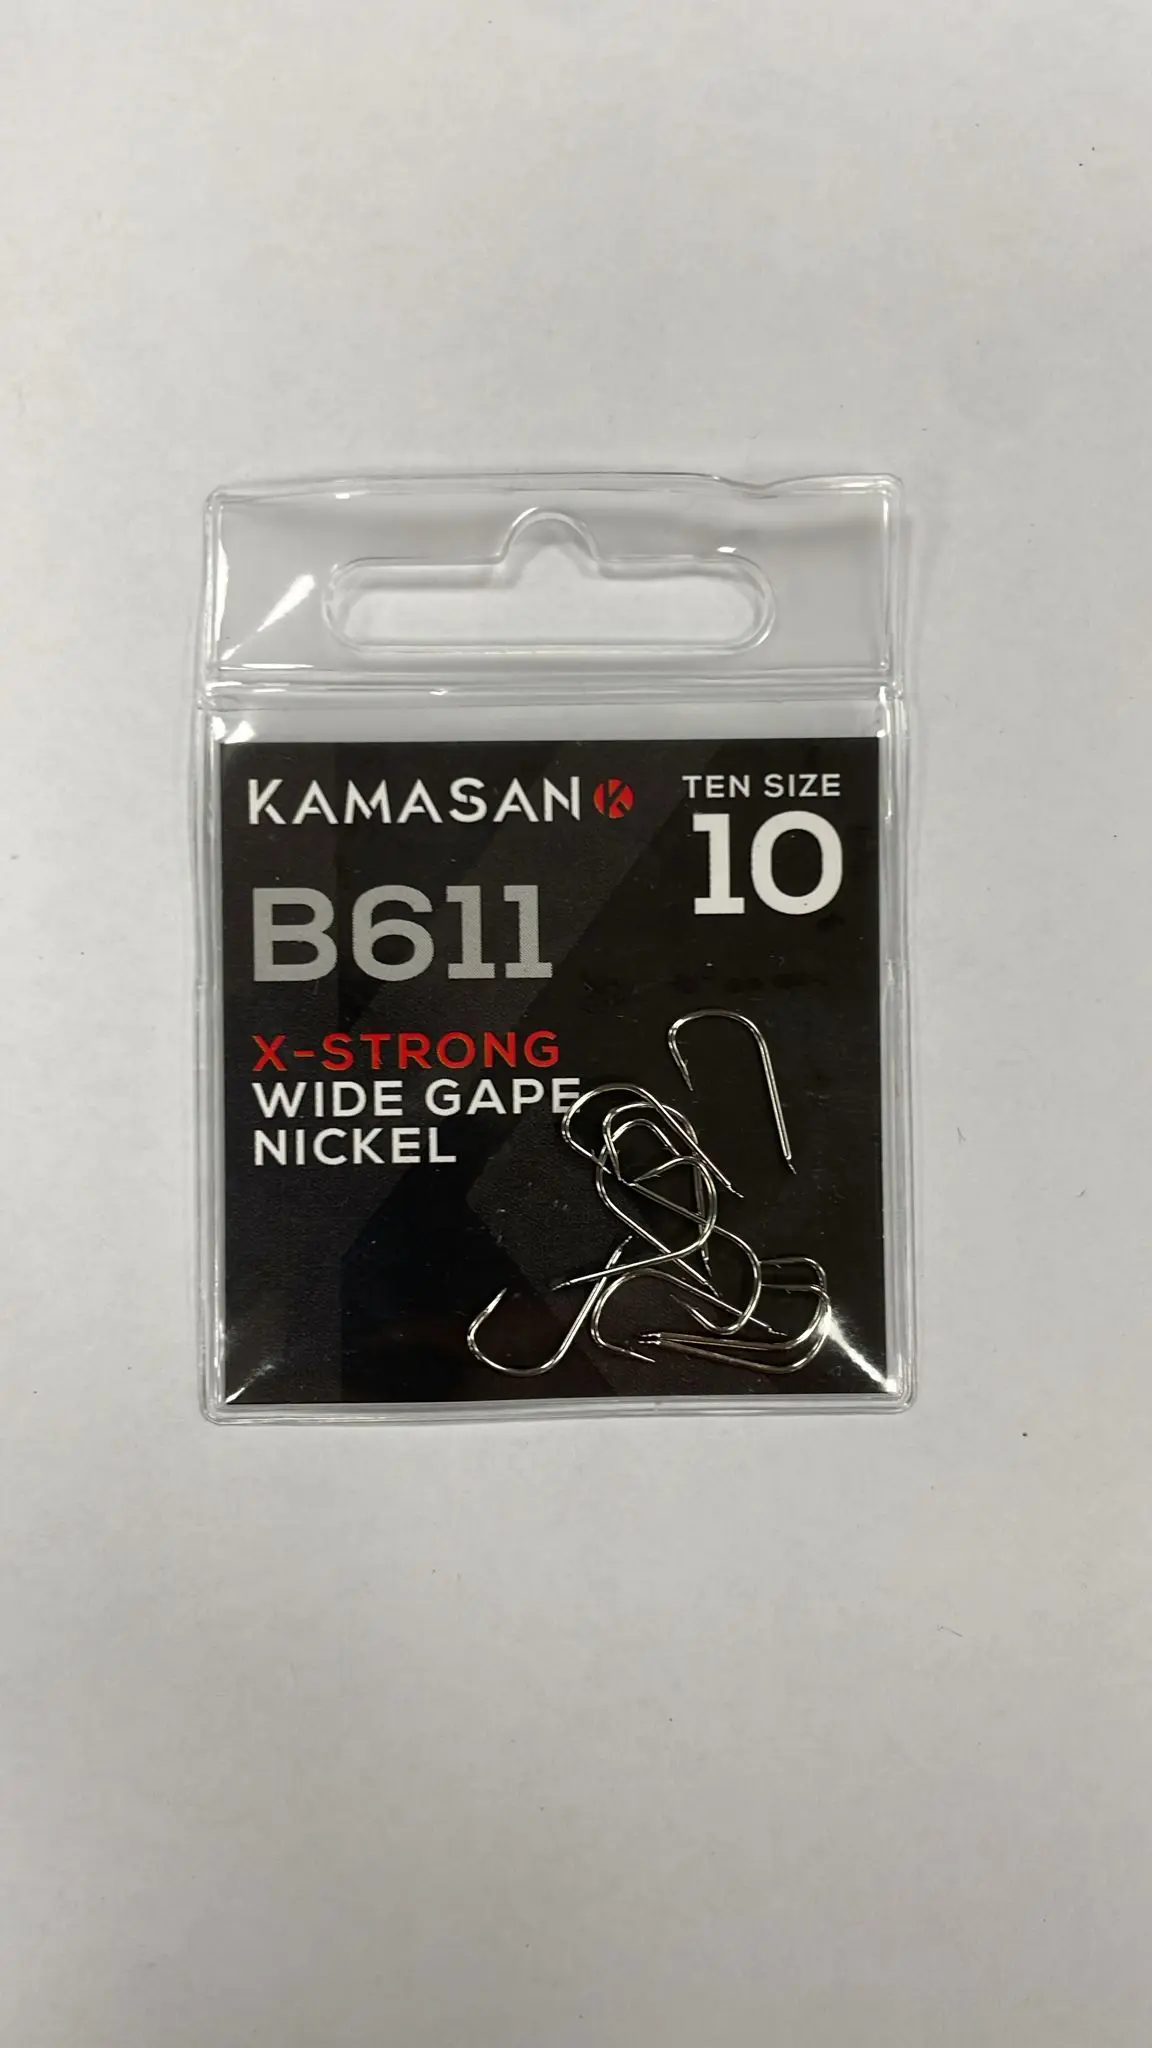 KAMASAN
TEN SIZE
10
B611
X-STRONG
WIDE GAPE
NICKEL